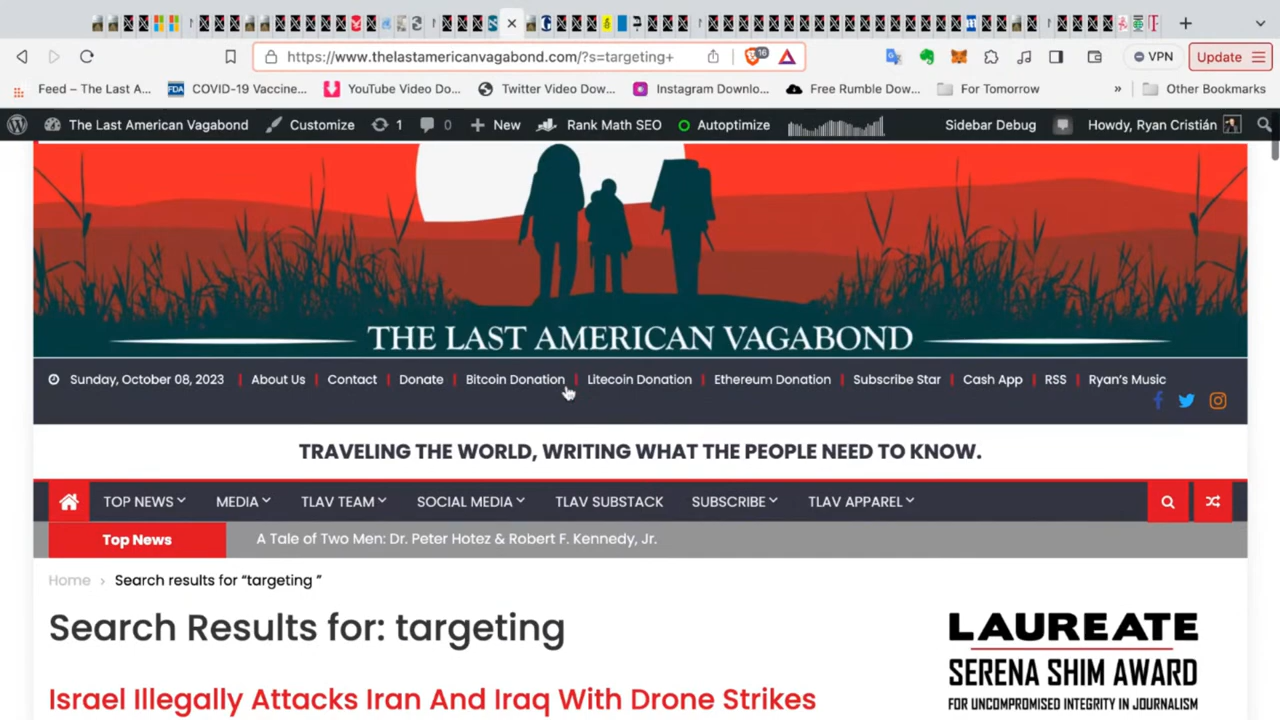 https://www.thelastamericanvagabond.com/?s=targeting+
16
VPN
Update
Feed – The Last A...
FDA
COVID-19 Vaccine...
YouTube Video Do...
Twitter Video Dow...
Instagram Downlo...
Free Rumble Dow...
For Tomorrow
»
Other Bookmarks
The Last American Vagabond
Customize
1
0
New
Rank Math SEO
Autoptimize
Sidebar Debug
Howdy, Ryan Cristián
THE LAST AMERICAN VAGABOND
Sunday, October 08, 2023 | About Us | Contact | Donate | Bitcoin Donation | Litecoin Donation | Ethereum Donation | Subscribe Star | Cash App | RSS | Ryan's Music
TRAVELING THE WORLD, WRITING WHAT THE PEOPLE NEED TO KNOW.
TOP NEWS MEDIA TLAV TEAM SOCIAL MEDIA TLAV SUBSTACK SUBSCRIBE TLAV APPAREL
Top News
A Tale of Two Men: Dr. Peter Hotez & Robert F. Kennedy, Jr.
Home › Search results for “targeting ”
Search Results for: targeting
Israel Illegally Attacks Iran And Iraq With Drone Strikes
LAUREATE
SERENA SHIM AWARD
FOR UNCOMPROMISED INTEGRITY IN JOURNALISM